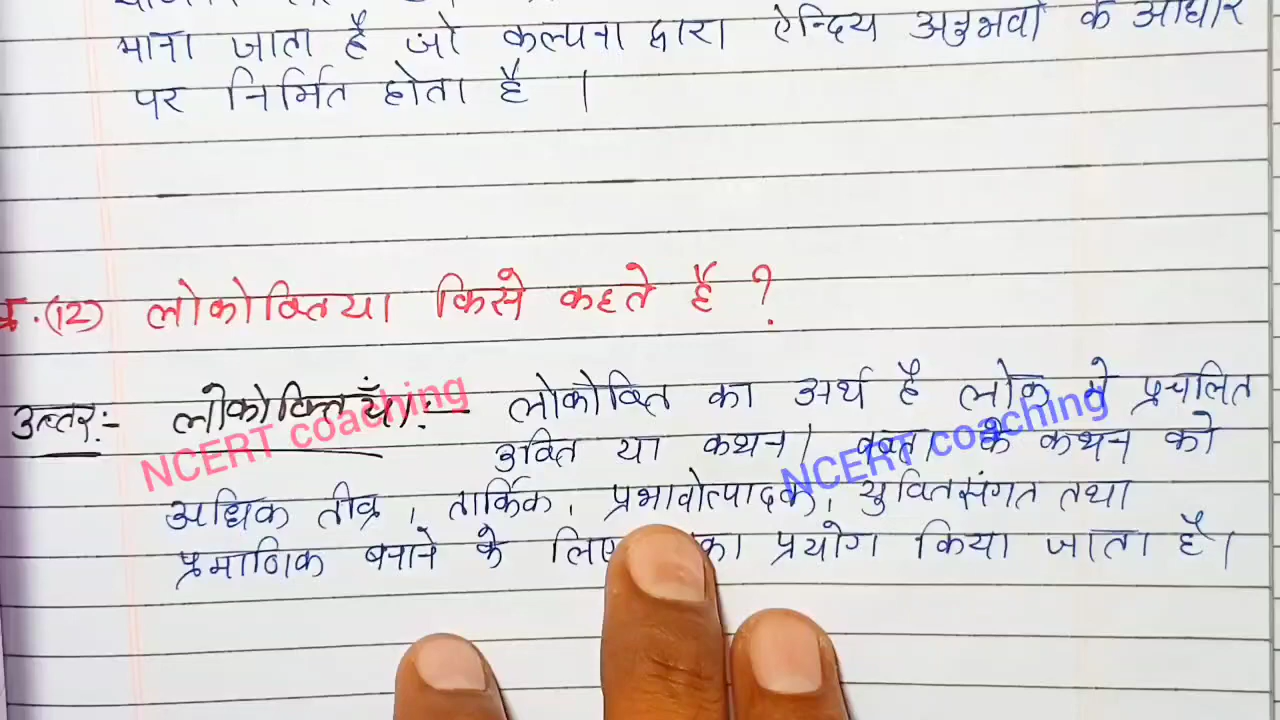 माना जाता है जो कल्पना द्वारा ऐन्दिय अनुभवों के आधार
पर निर्मित होता है ।
(12) लोकोक्तिया किसे कहते है ?
उत्तर:- लोकोक्तियाँ:- लोकोक्ति का अर्थ है लोक मे प्रचलित
उक्ति या कथन। वक्ता के कथन को
अधिक तीव्र, तार्किक, प्रभावोत्पादक, युक्तिसंगत तथा
प्रमाणिक बनाने के लिए का प्रयोग किया जाता है।
NCERT coaching
NCERT coaching